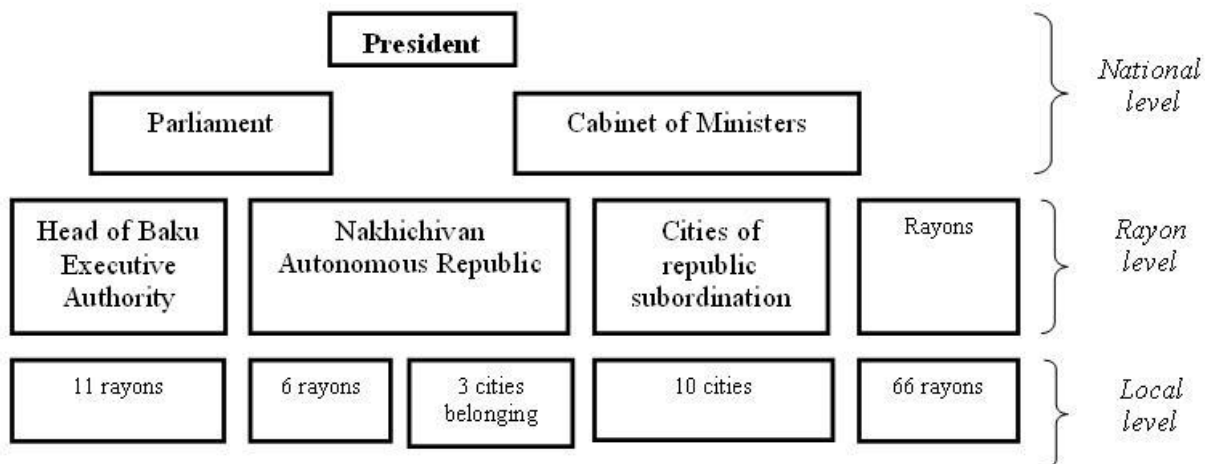 President
National
level
Parliament
Cabinet of Ministers
Head of Baku
Executive
Authority
Nakhichivan
Autonomous Republic
Cities of
republic
subordination
Rayons
Rayon
level
11 rayons
6 rayons
3 cities
belonging
10 cities
66 rayons
Local
level